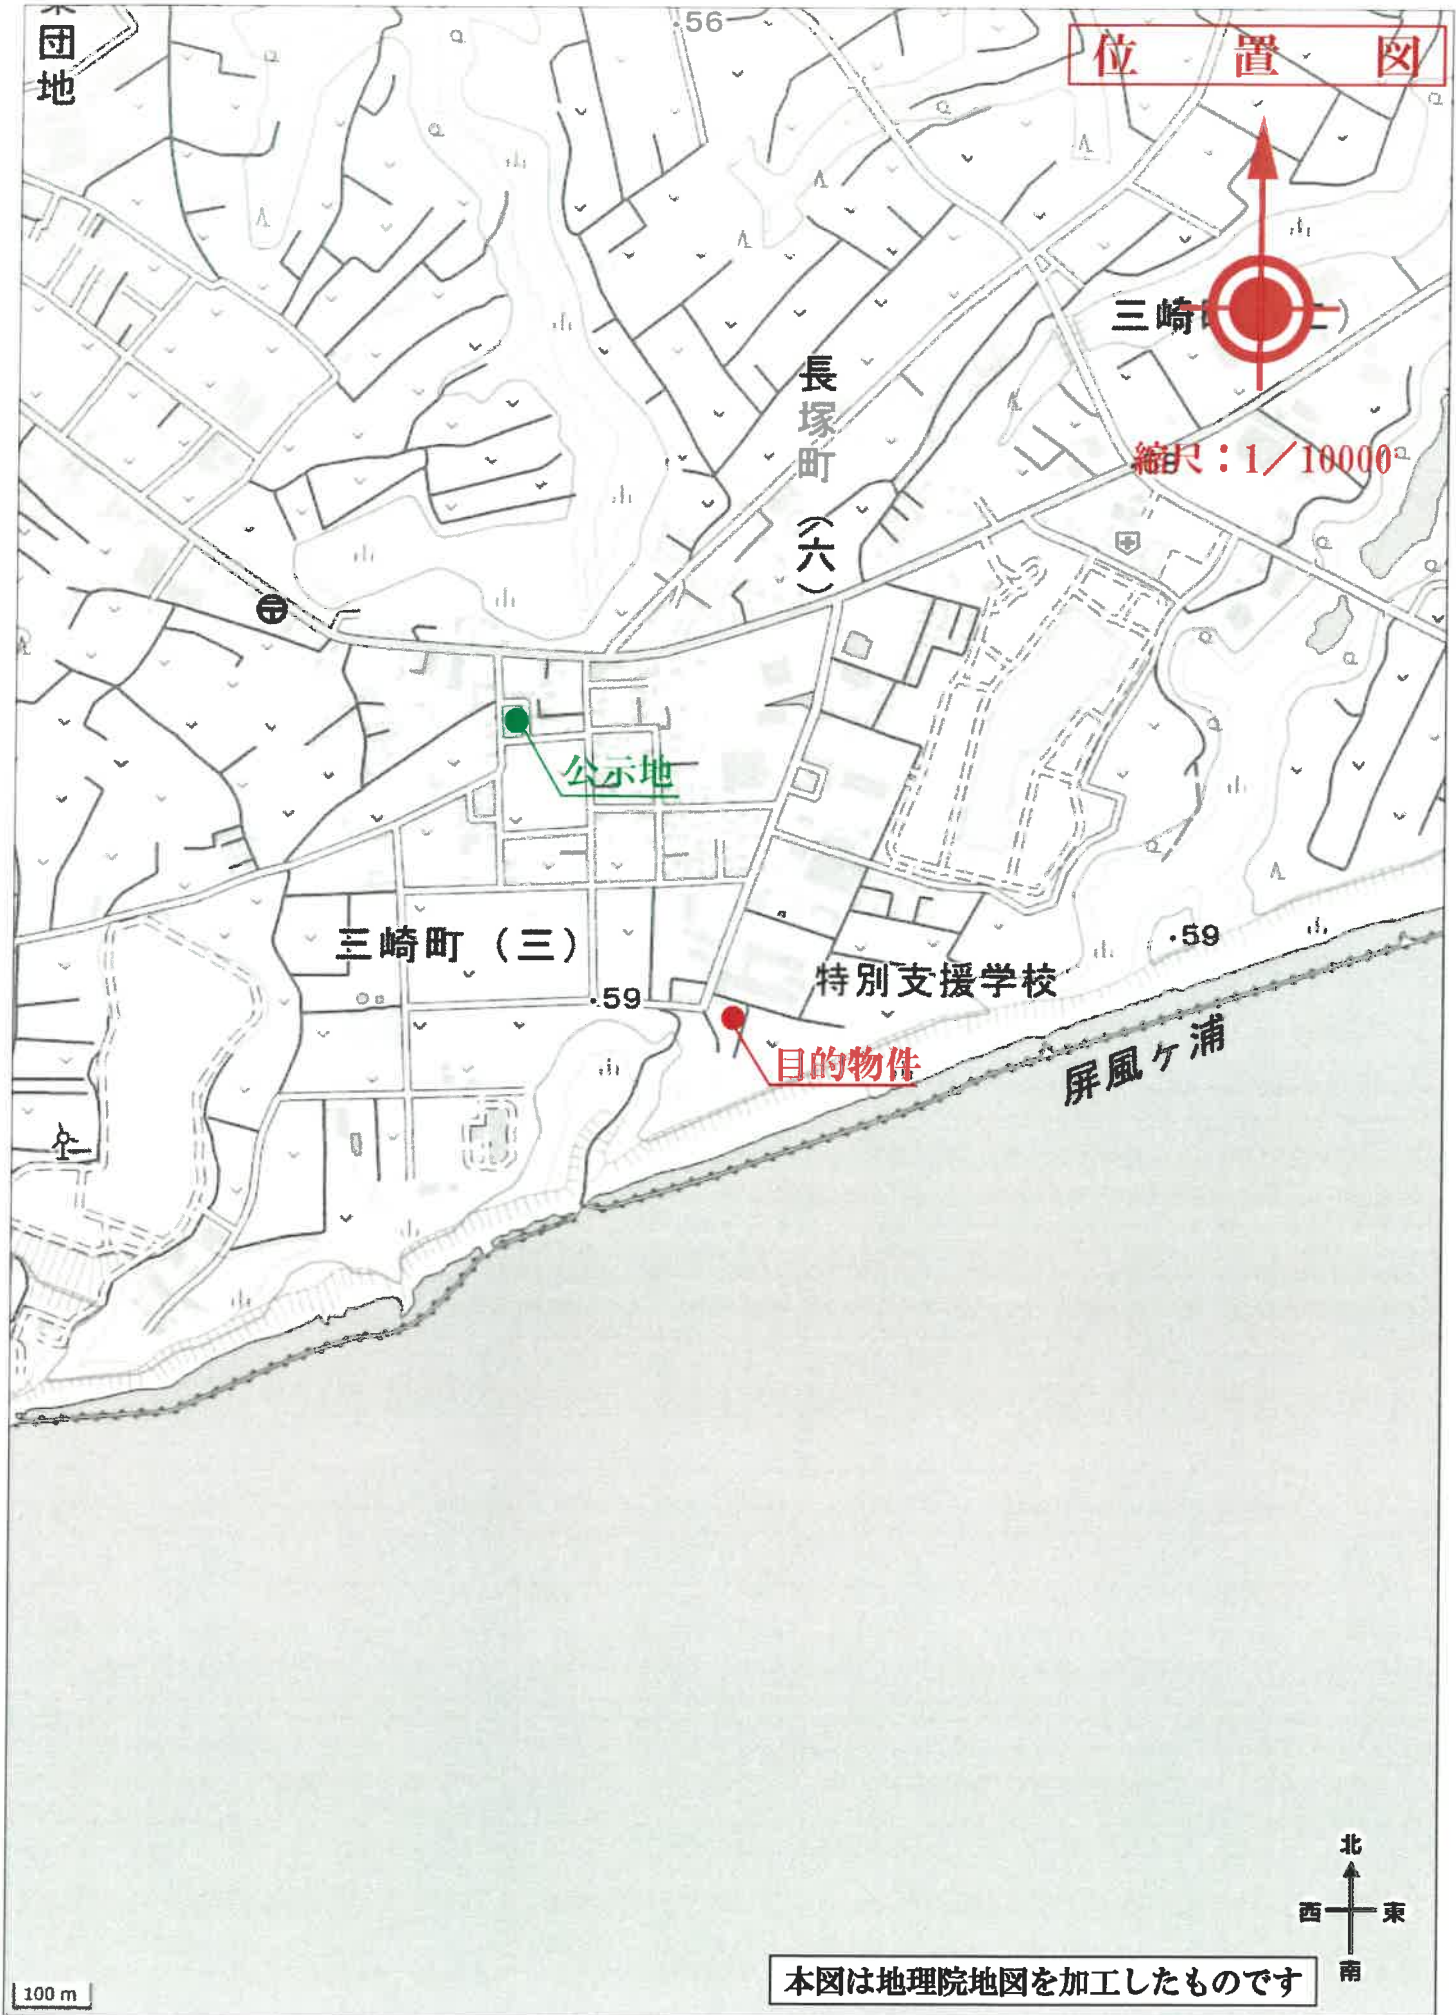 団地
.56
位置図
三崎
長塚町(六)
縮尺：1／10000
公示地
三崎町（三）
.59
特別支援学校
.59
目的物件
屏風ヶ浦
北
西 東
南
本図は地理院地図を加工したものです
100 m